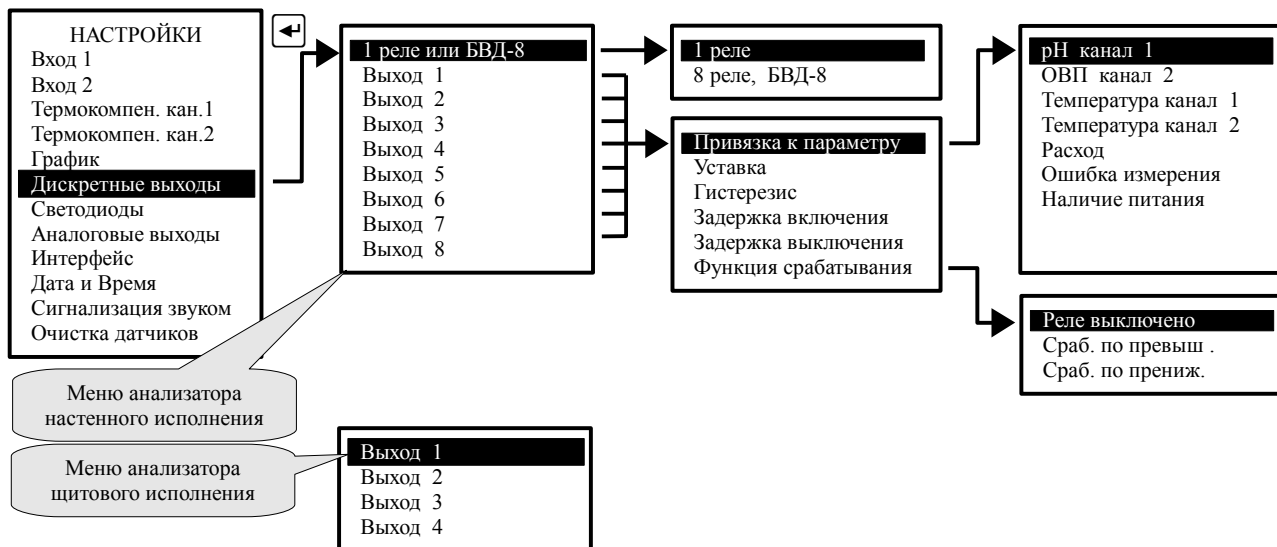 НАСТРОЙКИ
Вход 1
Вход 2
Термокомпен. кан.1
Термокомпен. кан.2
График
Дискретные выходы
Светодиоды
Аналоговые выходы
Интерфейс
Дата и Время
Сигнализация звуком
Очистка датчиков
1 реле или БВД-8
Выход 1
Выход 2
Выход 3
Выход 4
Выход 5
Выход 6
Выход 7
Выход 8
1 реле
8 реле, БВД-8
Привязка к параметру
Уставка
Гистерезис
Задержка включения
Задержка выключения
Функция срабатывания
pH канал 1
ОВП канал 2
Температура канал 1
Температура канал 2
Расход
Ошибка измерения
Наличие питания
Реле выключено
Сраб. по превыш .
Сраб. по прениж.
Меню анализатора
настенного исполнения
Меню анализатора
щитового исполнения
Выход 1
Выход 2
Выход 3
Выход 4